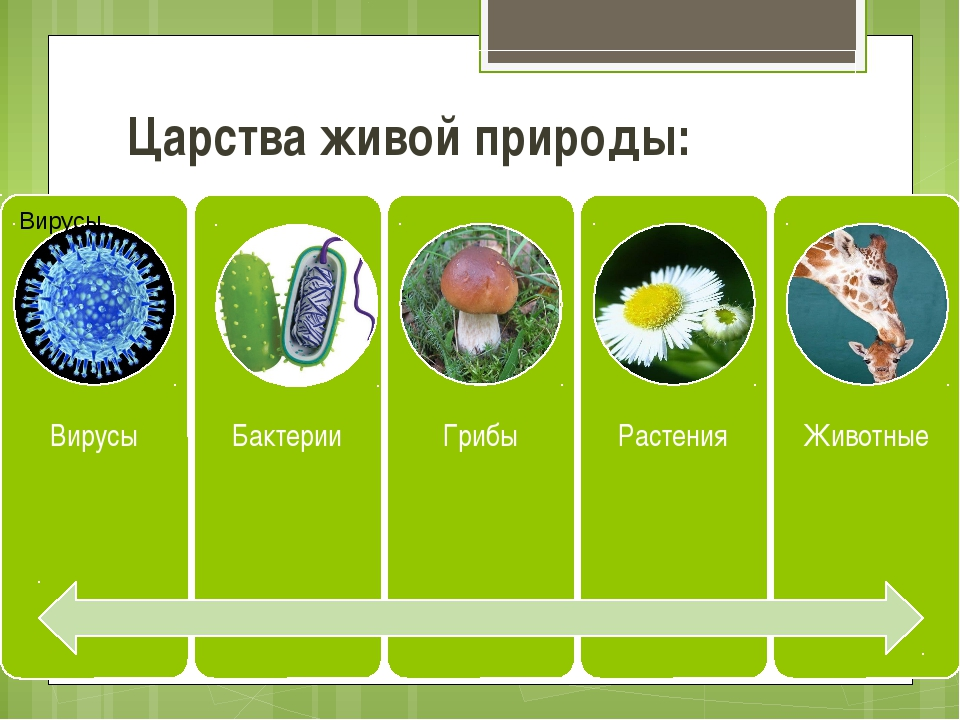 Царства живой природы:
Вирусы
Вирусы
Бактерии
Грибы
Растения
Животные